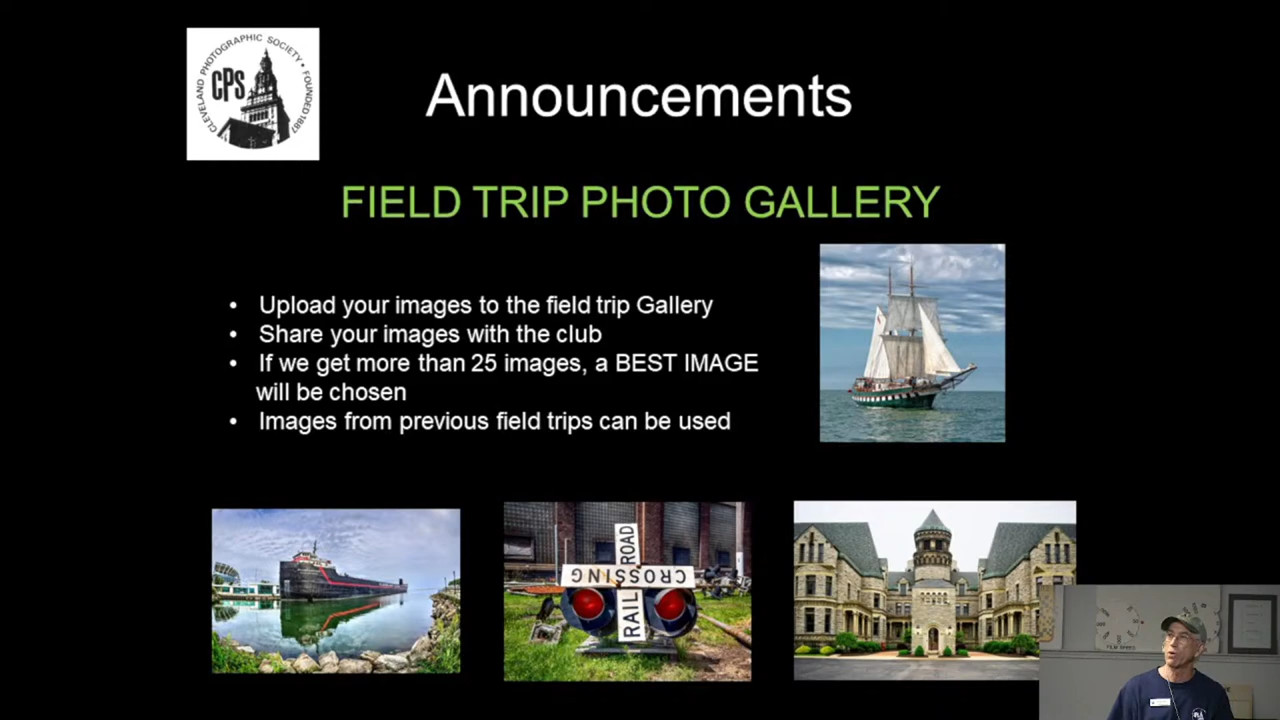 CLEVELAND PHOTOGRAPHIC SOCIETY • FOUNDED 1887
CPS
Announcements
FIELD TRIP PHOTO GALLERY
• Upload your images to the field trip Gallery
• Share your images with the club
• If we get more than 25 images, a BEST IMAGE
will be chosen
• Images from previous field trips can be used
RAILROAD
CROSSING
FILM SPEED